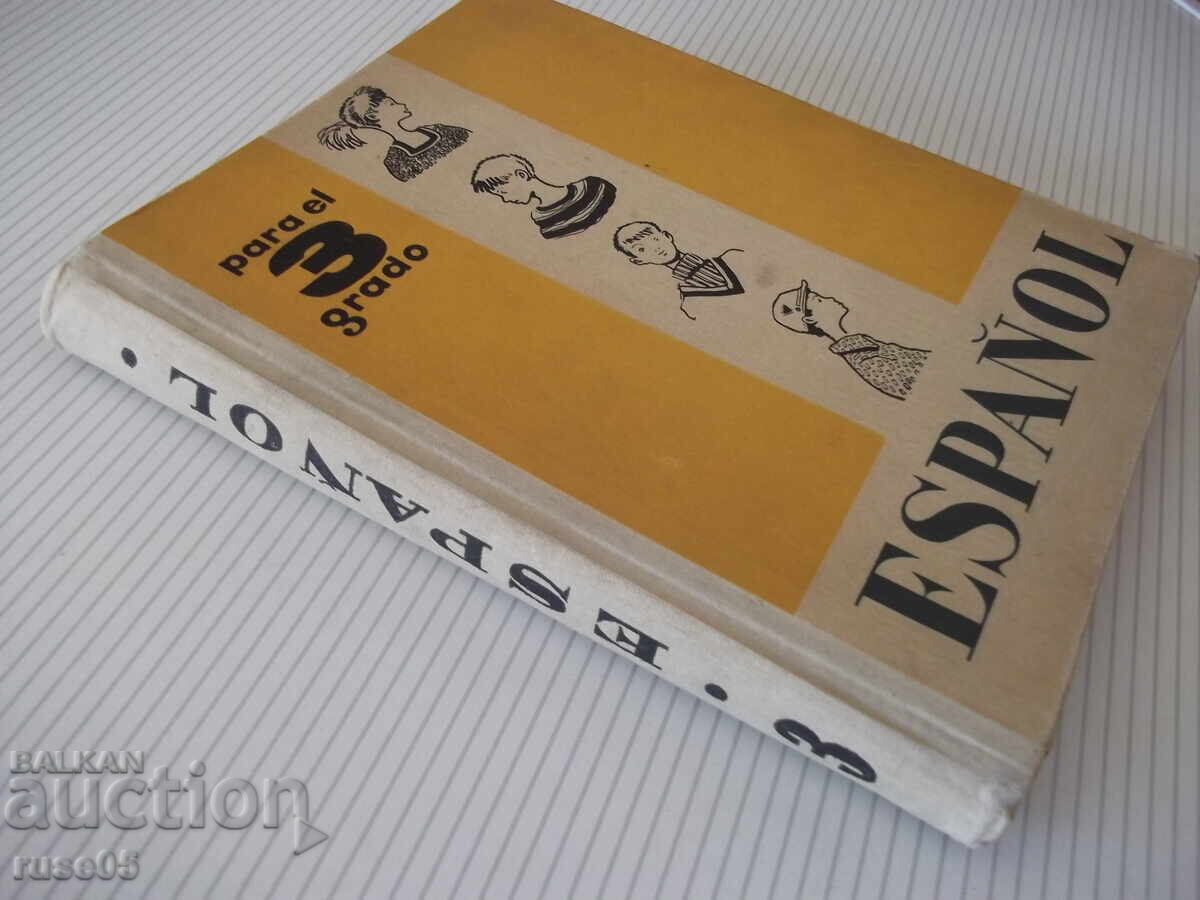 ESPAÑOL
para el
3
grado
3 • ESPAÑOL •
BALKAN
auction
ruse05